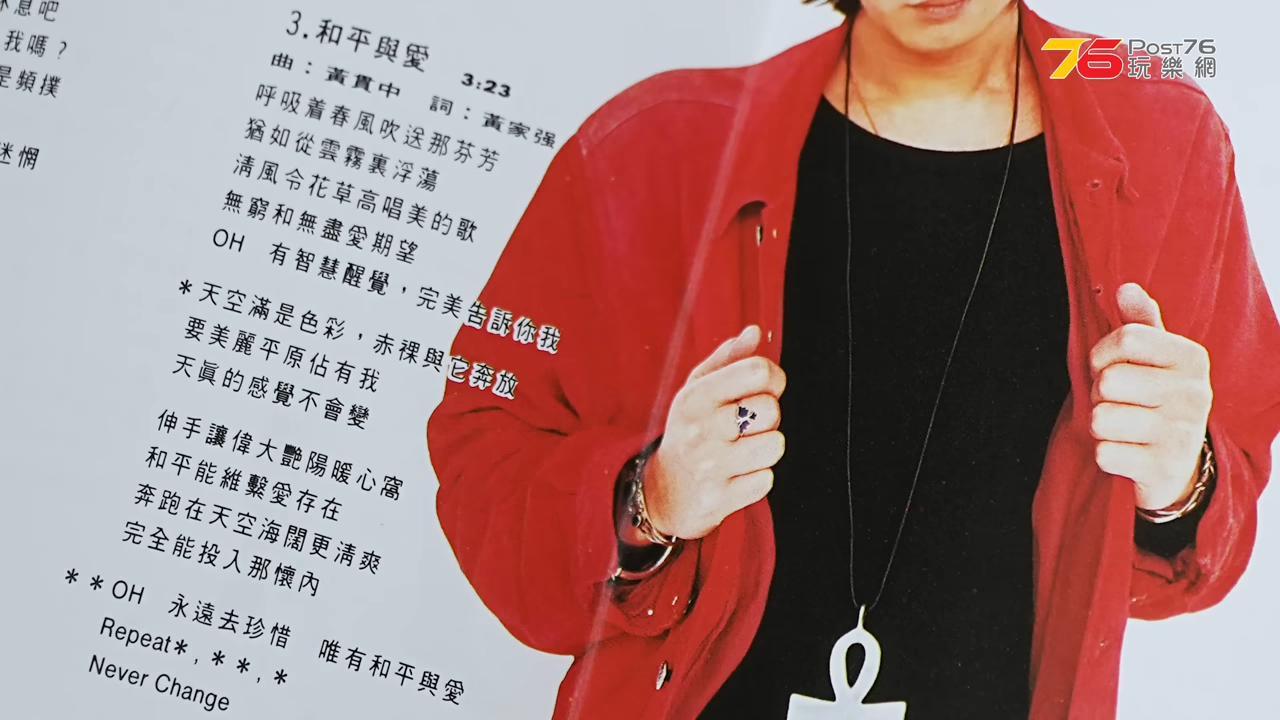 休息吧
我嗎?
是頻撲
迷惘
3.和平與愛 3:23
曲:黃貫中 詞:黃家强
呼吸着春風吹送那芬芳
猶如從雲霧裏浮蕩
清風令花草高唱美的歌
無窮和無盡愛期望
OH 有智慧醒覺,完美告訴你我
*天空滿是色彩,赤裸與它奔放
要美麗平原佔有我
天眞的感覺不會變
伸手讓偉大艷陽暖心窩
和平能維繫愛存在
奔跑在天空海闊更清爽
完全能投入那懷內
**OH 永遠去珍惜 唯有和平與愛
Repeat*,**,*
Never Change
76 POST76
玩樂網